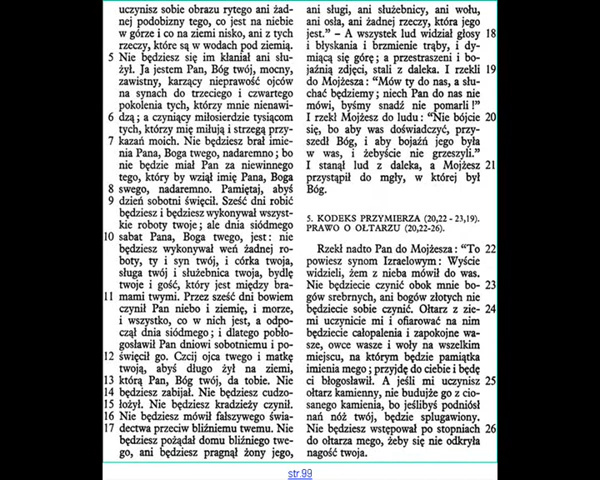 uczynisz sobie obrazu rytego ani żad-
nej podobizny tego, co jest na niebie
w górze i co na ziemi nisko, ani z tych
rzeczy, które są w wodach pod ziemią.
5 Nie będziesz się im kłaniał ani słu-
żył. Ja jestem Pan, Bóg twój, mocny,
zawistny, karzący nieprawość ojców
na synach do trzeciego i czwartego
pokolenia tych, którzy mnie nienawi-
6 dzą; a czyniący miłosierdzie tysiącom
tych, którzy mię miłują i strzegą przy-
7 kazań moich. Nie będziesz brał imie-
nia Pana, Boga twego, nadaremno; bo
nie będzie miał Pan za niewinnego
tego, który by wziął imię Pana, Boga
8 swego, nadaremno. Pamiętaj, abyś
9 dzień sobotni święcił. Sześć dni robić
będziesz i będziesz wykonywał wszyst-
kie roboty twoje; ale dnia siódmego
10 sabat Pana, Boga twego, jest: nie
będziesz wykonywał weń żadnej ro-
boty, ty i syn twój, i córka twoja,
sługa twój i służebnica twoja, bydlę
twoje i gość, który jest między bra-
11 mami twymi. Przez sześć dni bowiem
czynił Pan niebo i ziemię, i morze,
i wszystko, co w nich jest, a odpo-
czął dnia siódmego; i dlatego pobło-
gosławił Pan dniowi sobotniemu i po-
12 święcił go. Czcij ojca twego i matkę
twoją, abyś długo żył na ziemi,
13 którą Pan, Bóg twój, da tobie. Nie
14 będziesz zabijał. Nie będziesz cudzo-
15 łożył. Nie będziesz kradzieży czynił.
16 Nie będziesz mówił fałszywego świa-
17 dectwa przeciw bliźniemu twemu. Nie
będziesz pożądał domu bliźniego twe-
go, ani będziesz pragnął żony jego,
ani sługi, ani służebnicy, ani wołu,
ani osła, ani żadnej rzeczy, która jego
jest.” – A wszystek lud widział głosy 18
i błyskania i brzmienie trąby, i dy-
miącą się górę; a przestraszeni i bo-
jaźnią zdjęci, stali z daleka. I rzekli 19
do Mojżesza: “Mów ty do nas, a słu-
chać będziemy; niech Pan do nas nie
mówi, byśmy snadź nie pomarli!”
I rzekł Mojżesz do ludu: “Nie bójcie 20
się, bo aby was doświadczyć, przy-
szedł Bóg, i aby bojaźń jego była
w was, i żebyście nie grzeszyli.”
I stanął lud z daleka, a Mojżesz 21
przystąpił do mgły, w której był
Bóg.
5. KODEKS PRZYMIERZA (20,22 - 23,19).
PRAWO O OŁTARZU (20,22-26).
Rzekł nadto Pan do Mojżesza: “To 22
powiesz synom Izraelowym: Wyście
widzieli, żem z nieba mówił do was.
Nie będziecie czynić obok mnie bo- 23
gów srebrnych, ani bogów złotych nie
będziecie sobie czynić. Ołtarz z zie- 24
mi uczynicie mi i ofiarować na nim
będziecie całopalenia i zapokojne wa-
sze, owce wasze i woły na wszelkim
miejscu, na którym będzie pamiątka
imienia mego; przyjdę do ciebie i będę
ci błogosławił. A jeśli mi uczynisz 25
ołtarz kamienny, nie budujże go z cio-
sanego kamienia, bo jeślibyś podniósł
nań nóż twój, będzie splugawiony.
Nie będziesz wstępował po stopniach 26
do ołtarza mego, żeby się nie odkryła
nagość twoja.
str.99